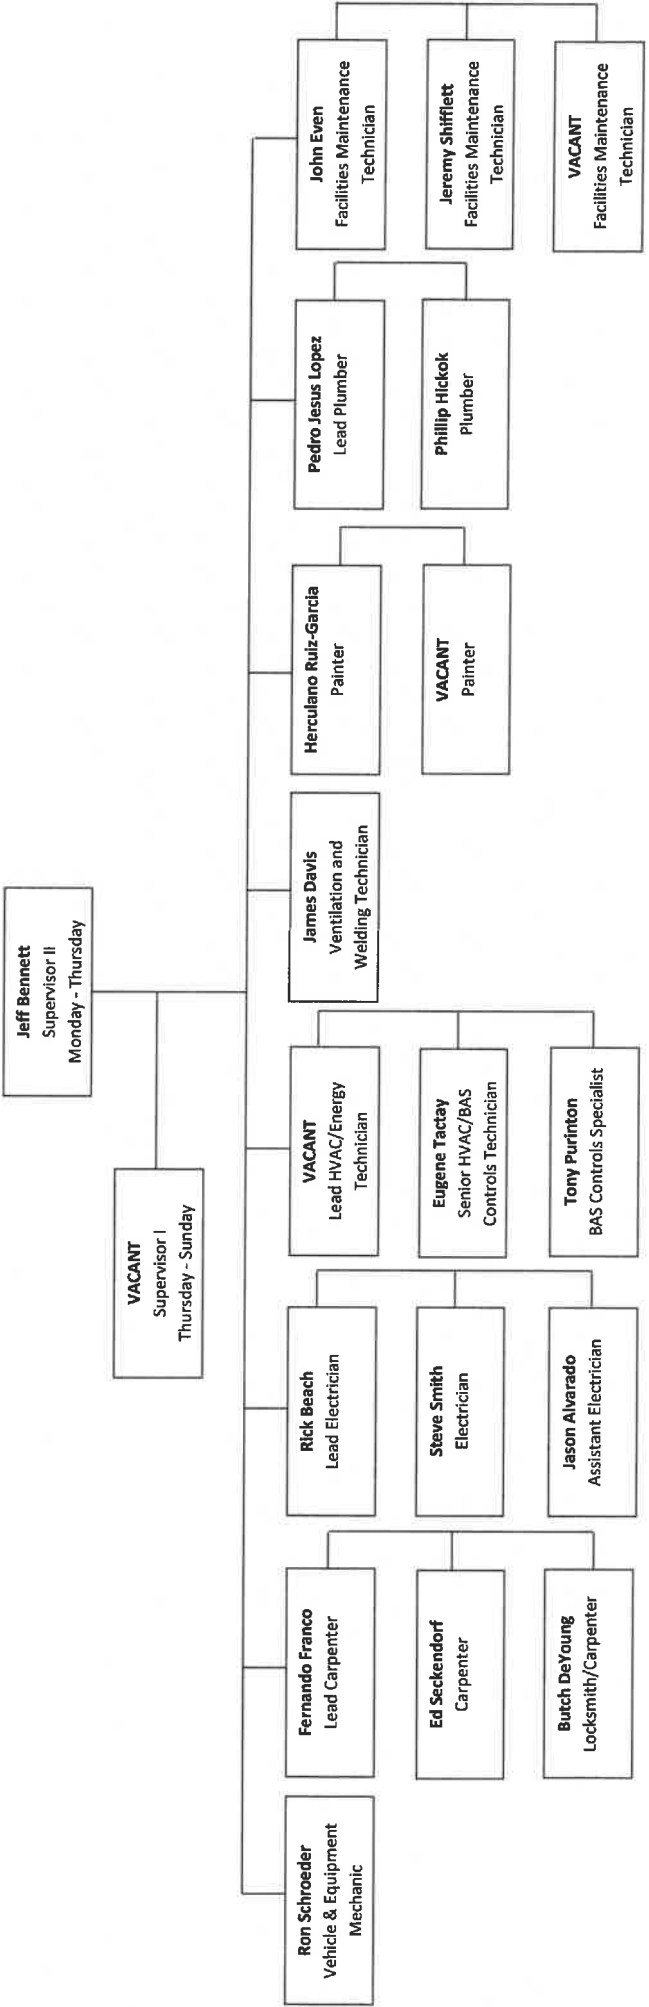 Jeff Bennett
Supervisor II
Monday - Thursday
VACANT
Supervisor I
Thursday - Sunday
Ron Schroeder
Vehicle & Equipment
Mechanic
Fernando Franco
Lead Carpenter
Ed Seckendorf
Carpenter
Butch DeYoung
Locksmith/Carpenter
Rick Beach
Lead Electrician
Steve Smith
Electrician
Jason Alvarado
Assistant Electrician
VACANT
Lead HVAC/Energy
Technician
Eugene Tactay
Senior HVAC/BAS
Controls Technician
Tony Purinton
BAS Controls Specialist
James Davis
Ventilation and
Welding Technician
Herculano Ruiz-Garcia
Painter
VACANT
Painter
Pedro Jesus Lopez
Lead Plumber
Phillip Hickok
Plumber
John Even
Facilities Maintenance
Technician
Jeremy Shifflett
Facilities Maintenance
Technician
VACANT
Facilities Maintenance
Technician